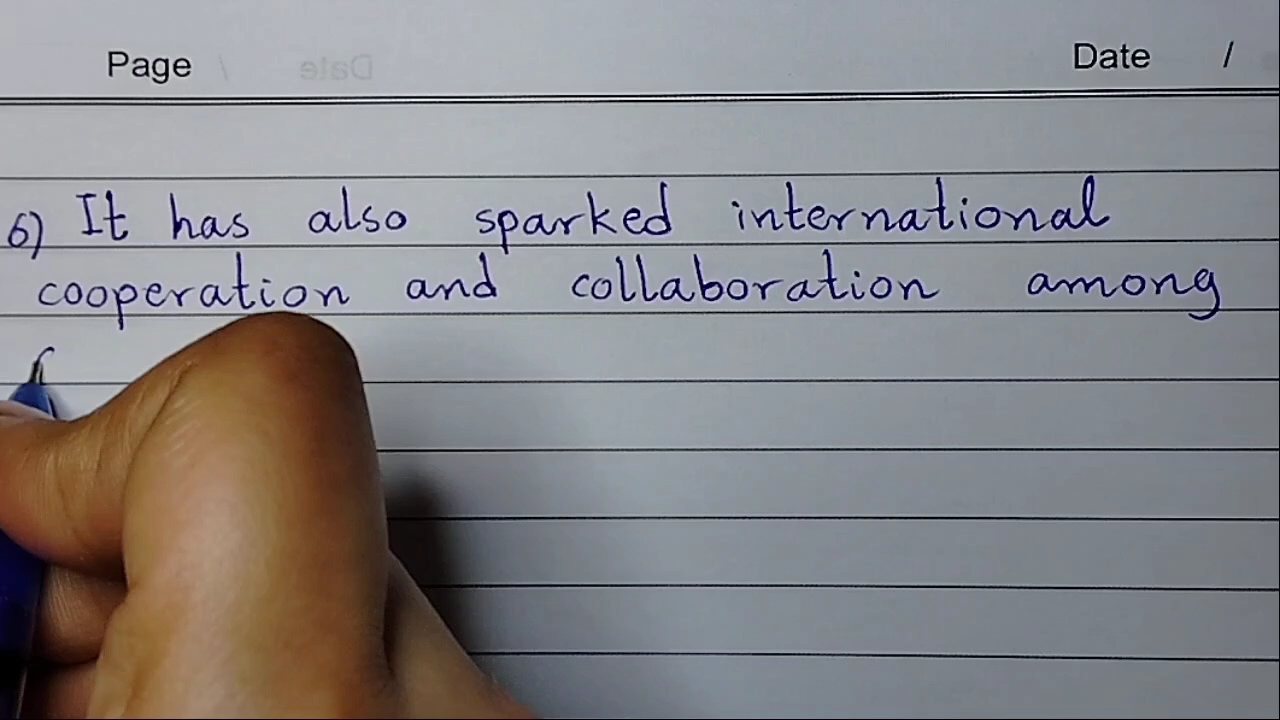 Page Date /
6) It has also sparked international
cooperation and collaboration among